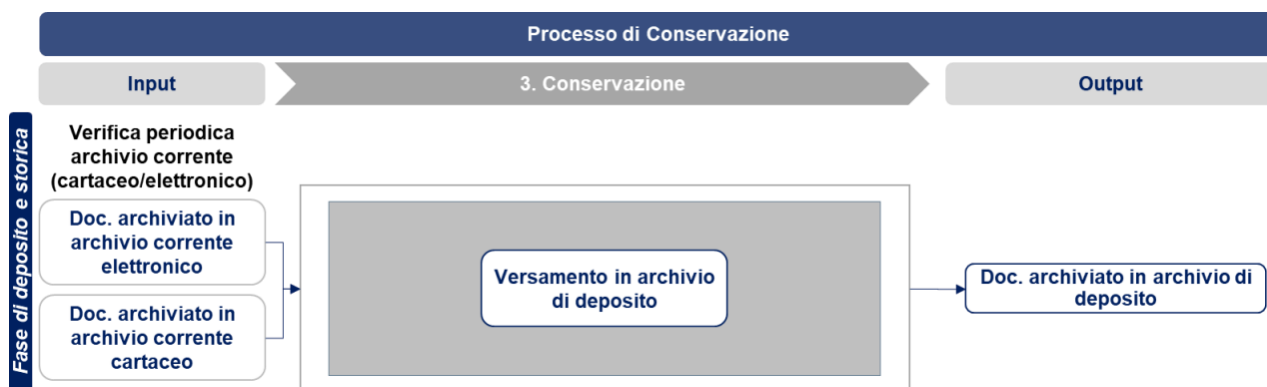 Processo di Conservazione
Input
3. Conservazione
Output
Fase di deposito e storica
Verifica periodica
archivio corrente
(cartaceo/elettronico)
Doc. archiviato in
archivio corrente
elettronico
Doc. archiviato in
archivio corrente
cartaceo
Versamento in archivio
di deposito
Doc. archiviato in archivio di
deposito